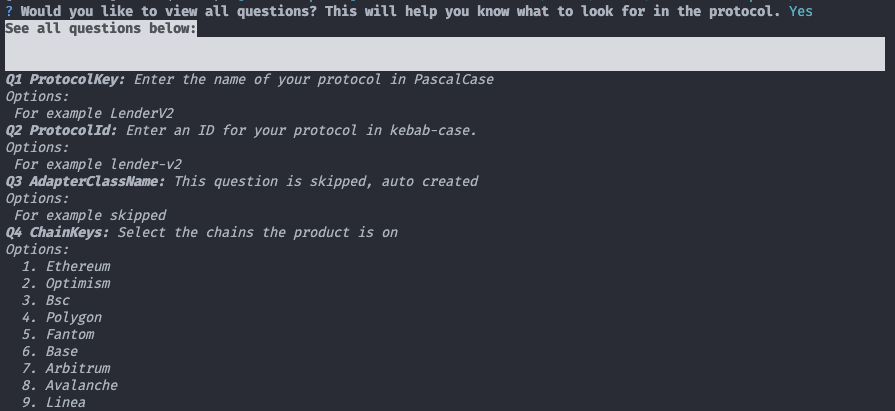 ? Would you like to view all questions? This will help you know what to look for in the protocol. Yes
See all questions below:
Q1 ProtocolKey: Enter the name of your protocol in PascalCase
Options:
For example LenderV2
Q2 ProtocolId: Enter an ID for your protocol in kebab-case.
Options:
For example lender-v2
Q3 AdapterClassName: This question is skipped, auto created
Options:
For example skipped
Q4 ChainKeys: Select the chains the product is on
Options:
1. Ethereum
2. Optimism
3. Bsc
4. Polygon
5. Fantom
6. Base
7. Arbitrum
8. Avalanche
9. Linea